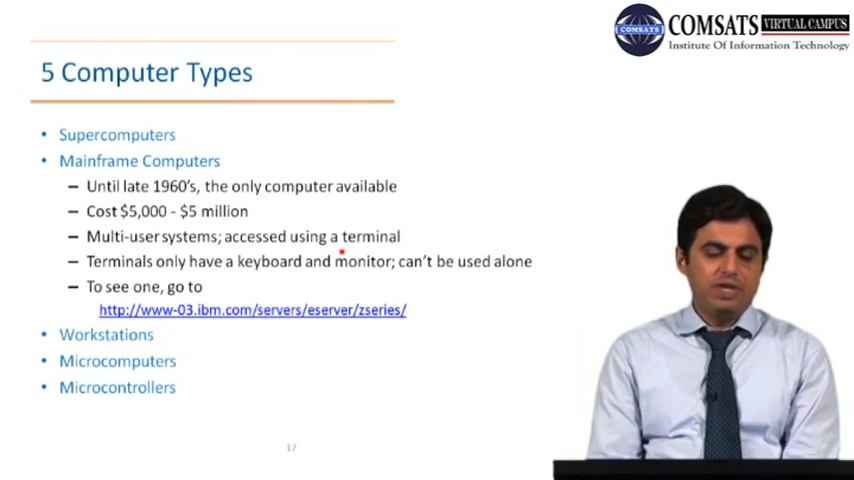 COMSATS
COMSATS VIRTUAL CAMPUS
Institute Of Information Technology
5 Computer Types
• Supercomputers
• Mainframe Computers
– Until late 1960's, the only computer available
– Cost $5,000 - $5 million
– Multi-user systems; accessed using a terminal
– Terminals only have a keyboard and monitor; can't be used alone
– To see one, go to
http://www-03.ibm.com/servers/eserver/zseries/
• Workstations
• Microcomputers
• Microcontrollers
17